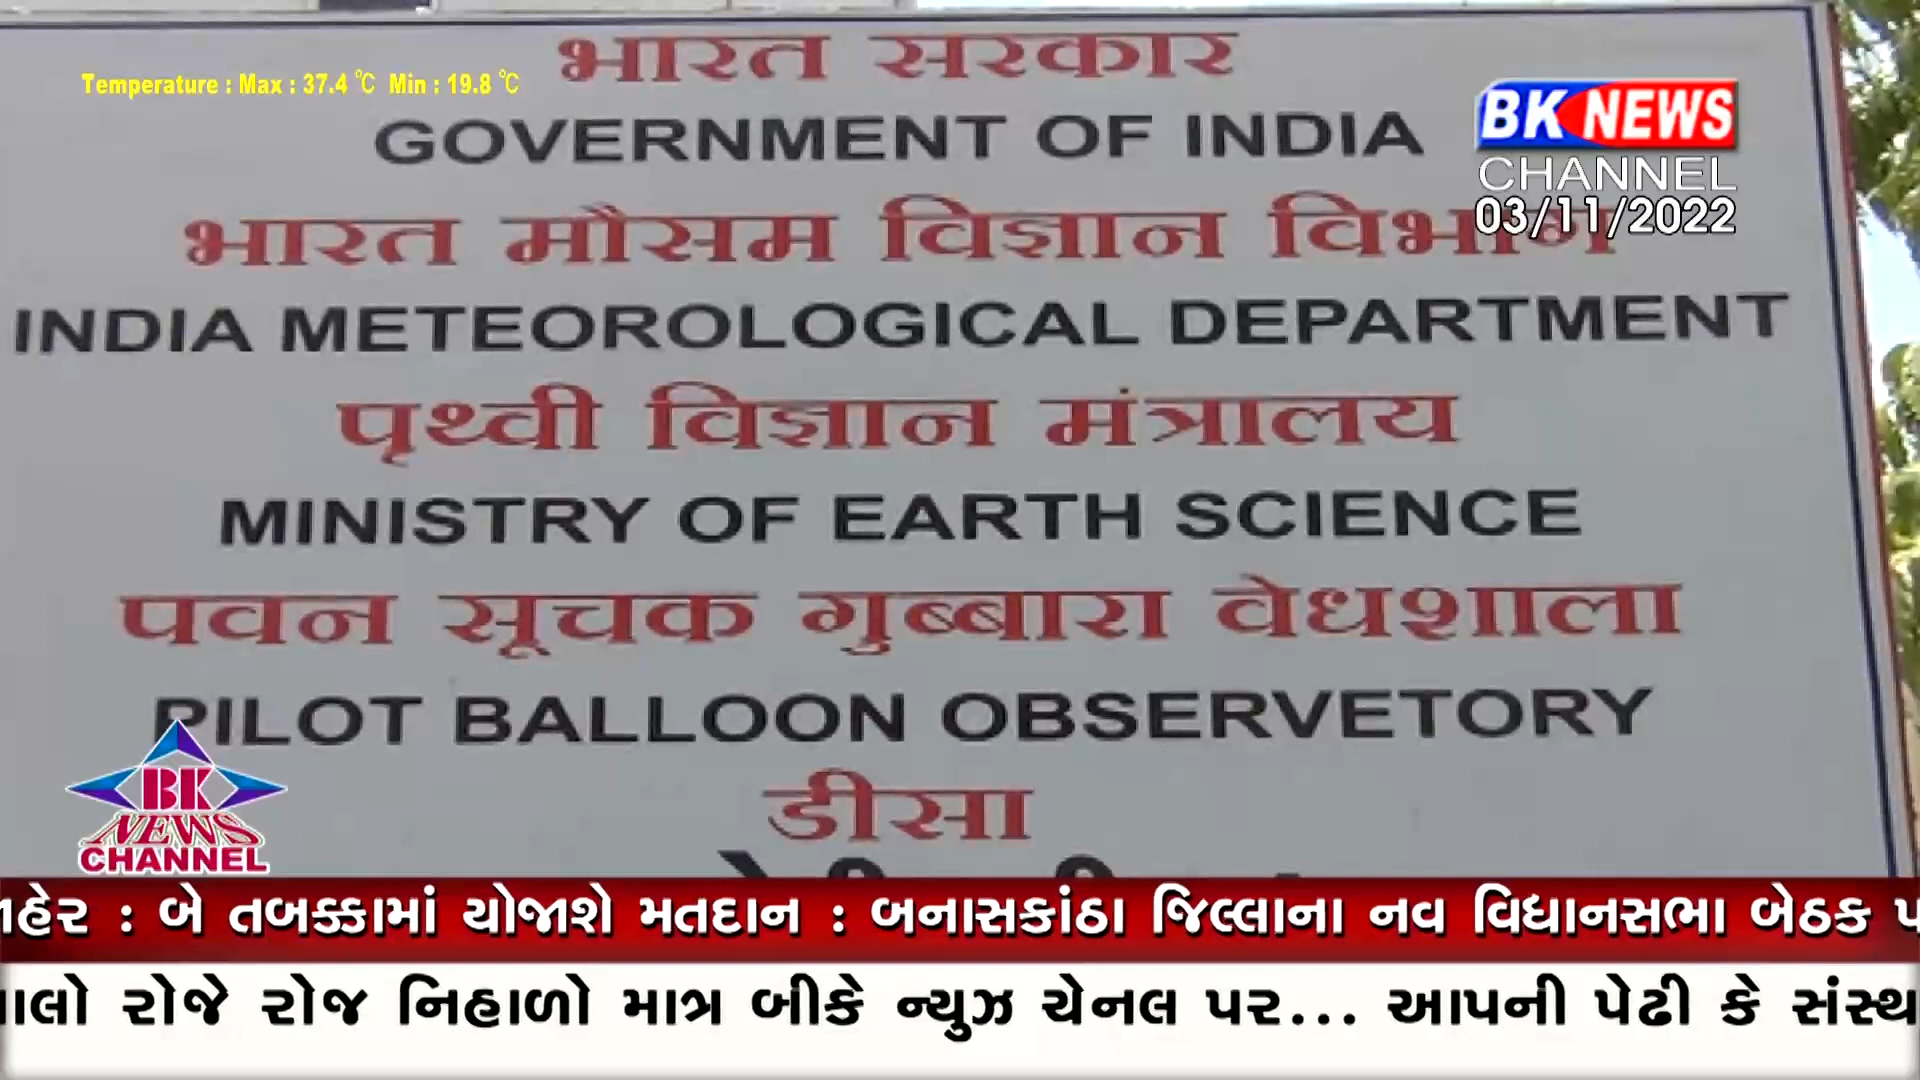 भारत सरकार
Temperature : Max : 37.4 °C Min : 19.8 °C
GOVERNMENT OF INDIA
BK NEWS
CHANNEL
03/11/2022
भारत मौसम विज्ञान विभाग
INDIA METEOROLOGICAL DEPARTMENT
पृथ्वी विज्ञान मंत्रालय
MINISTRY OF EARTH SCIENCE
पवन सूचक गुब्बारा वेधशाला
PILOT BALLOON OBSERVETORY
डीसा
BK
NEWS
CHANNEL
: બે તબક્કામાં યોજાશે મતદાન : બનાસકાંઠા જિલ્લાના નવ વિધાનસભા બેઠક
રોજે રોજ નિહાળો માત્ર બીકે ન્યુઝ ચેનલ પર... આપની પેઢી કે